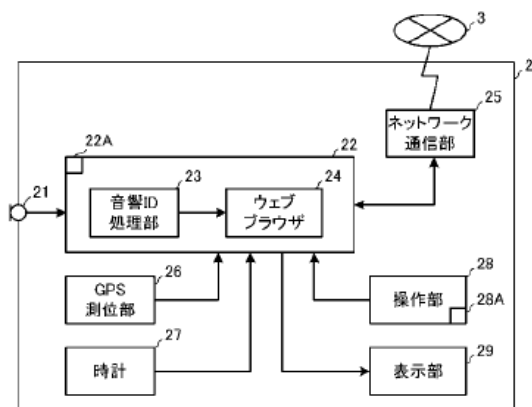 3
2
25
ネットワーク
通信部
22A
22
21
23
音響ID
処理部
24
ウェブ
ブラウザ
26
GPS
測位部
28
操作部
28A
27
時計
29
表示部